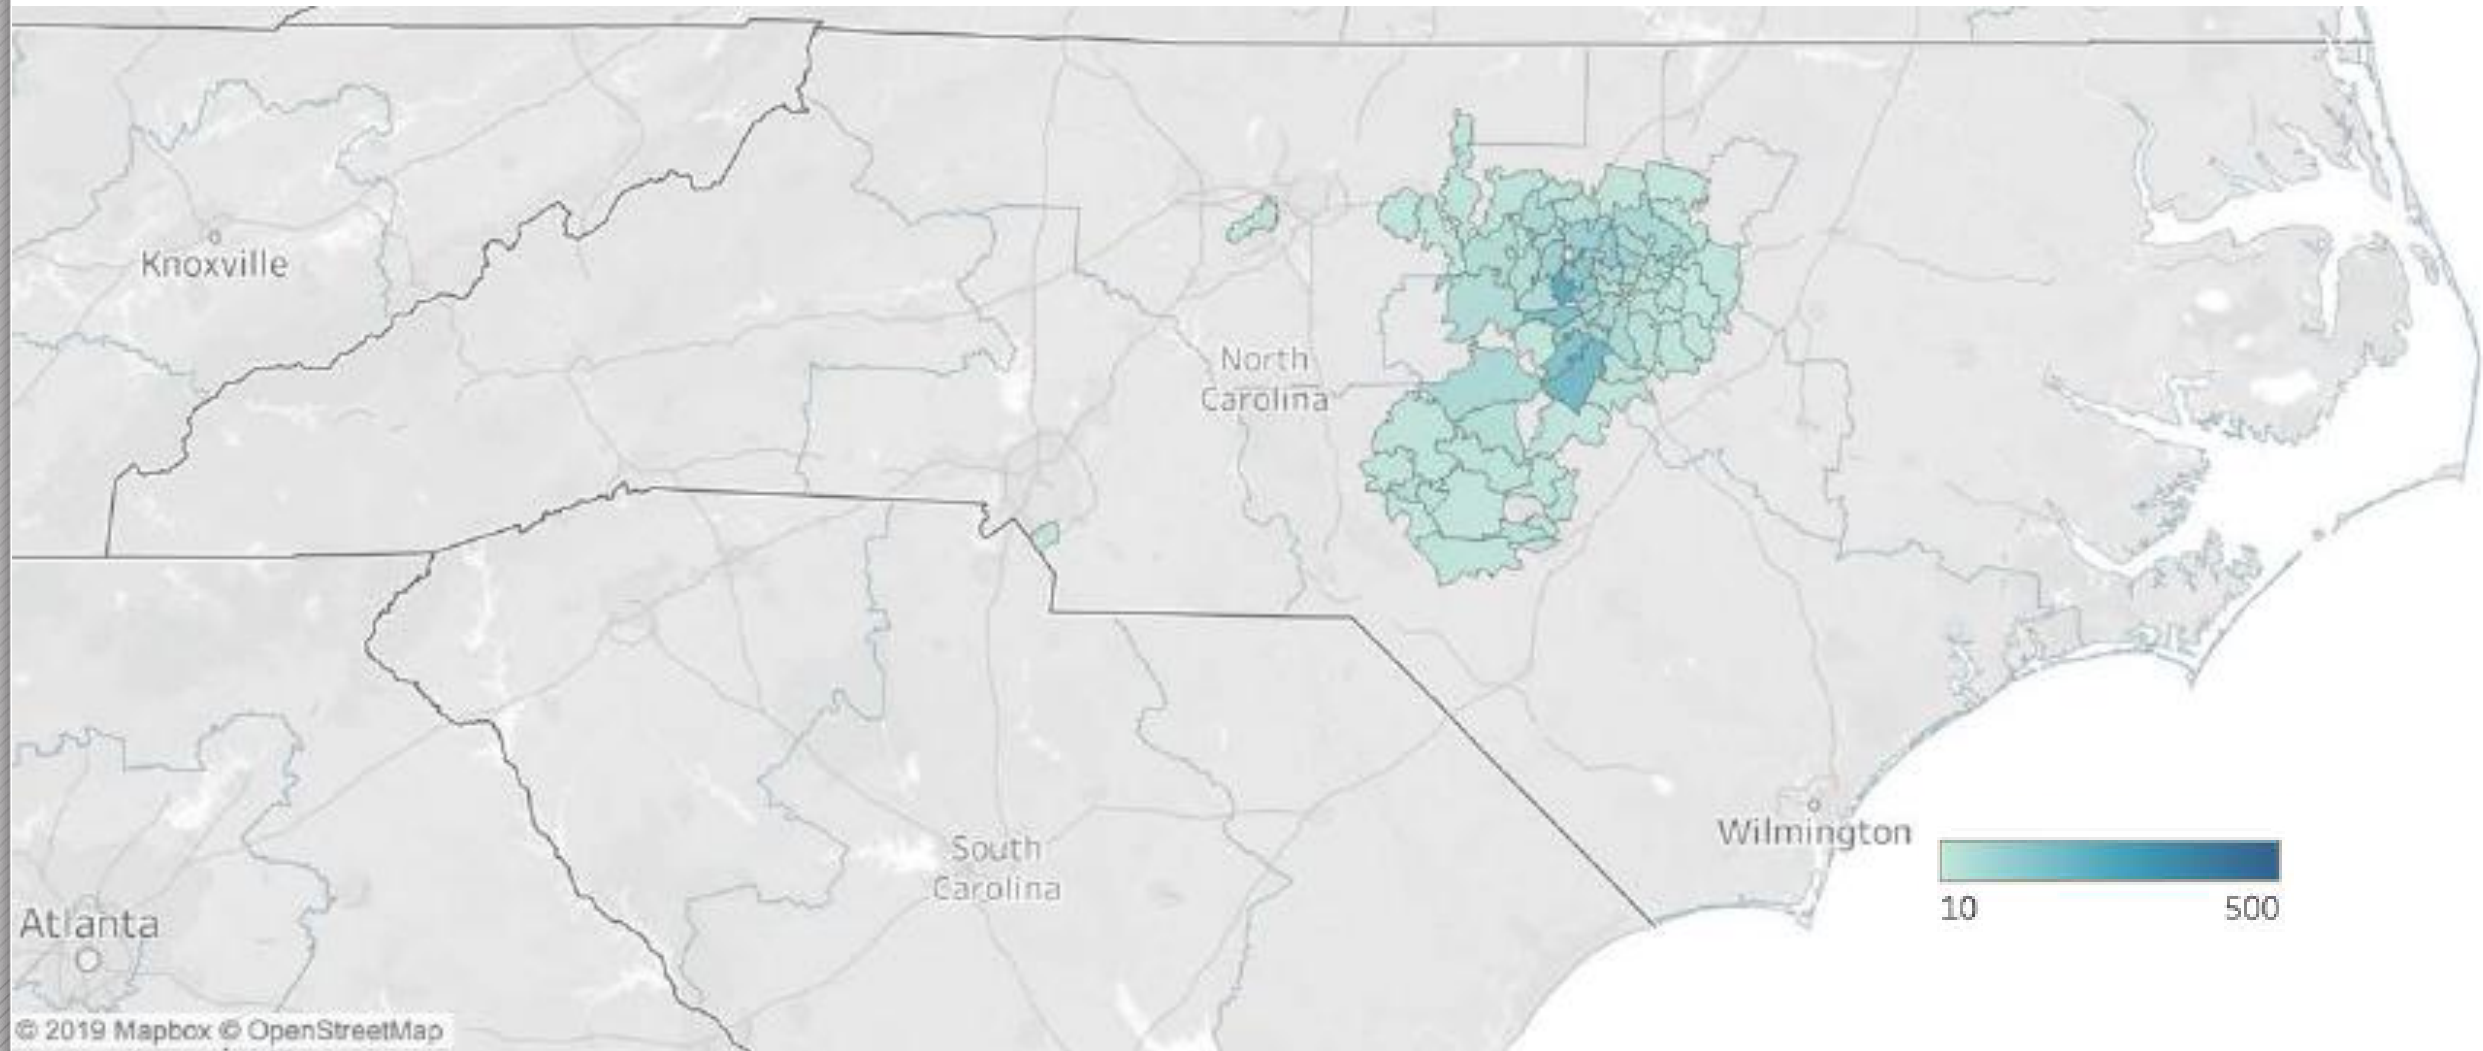 Knoxville
North
Carolina
Wilmington
South
Carolina
10
500
Atlanta
© 2019 Mapbox © OpenStreetMap